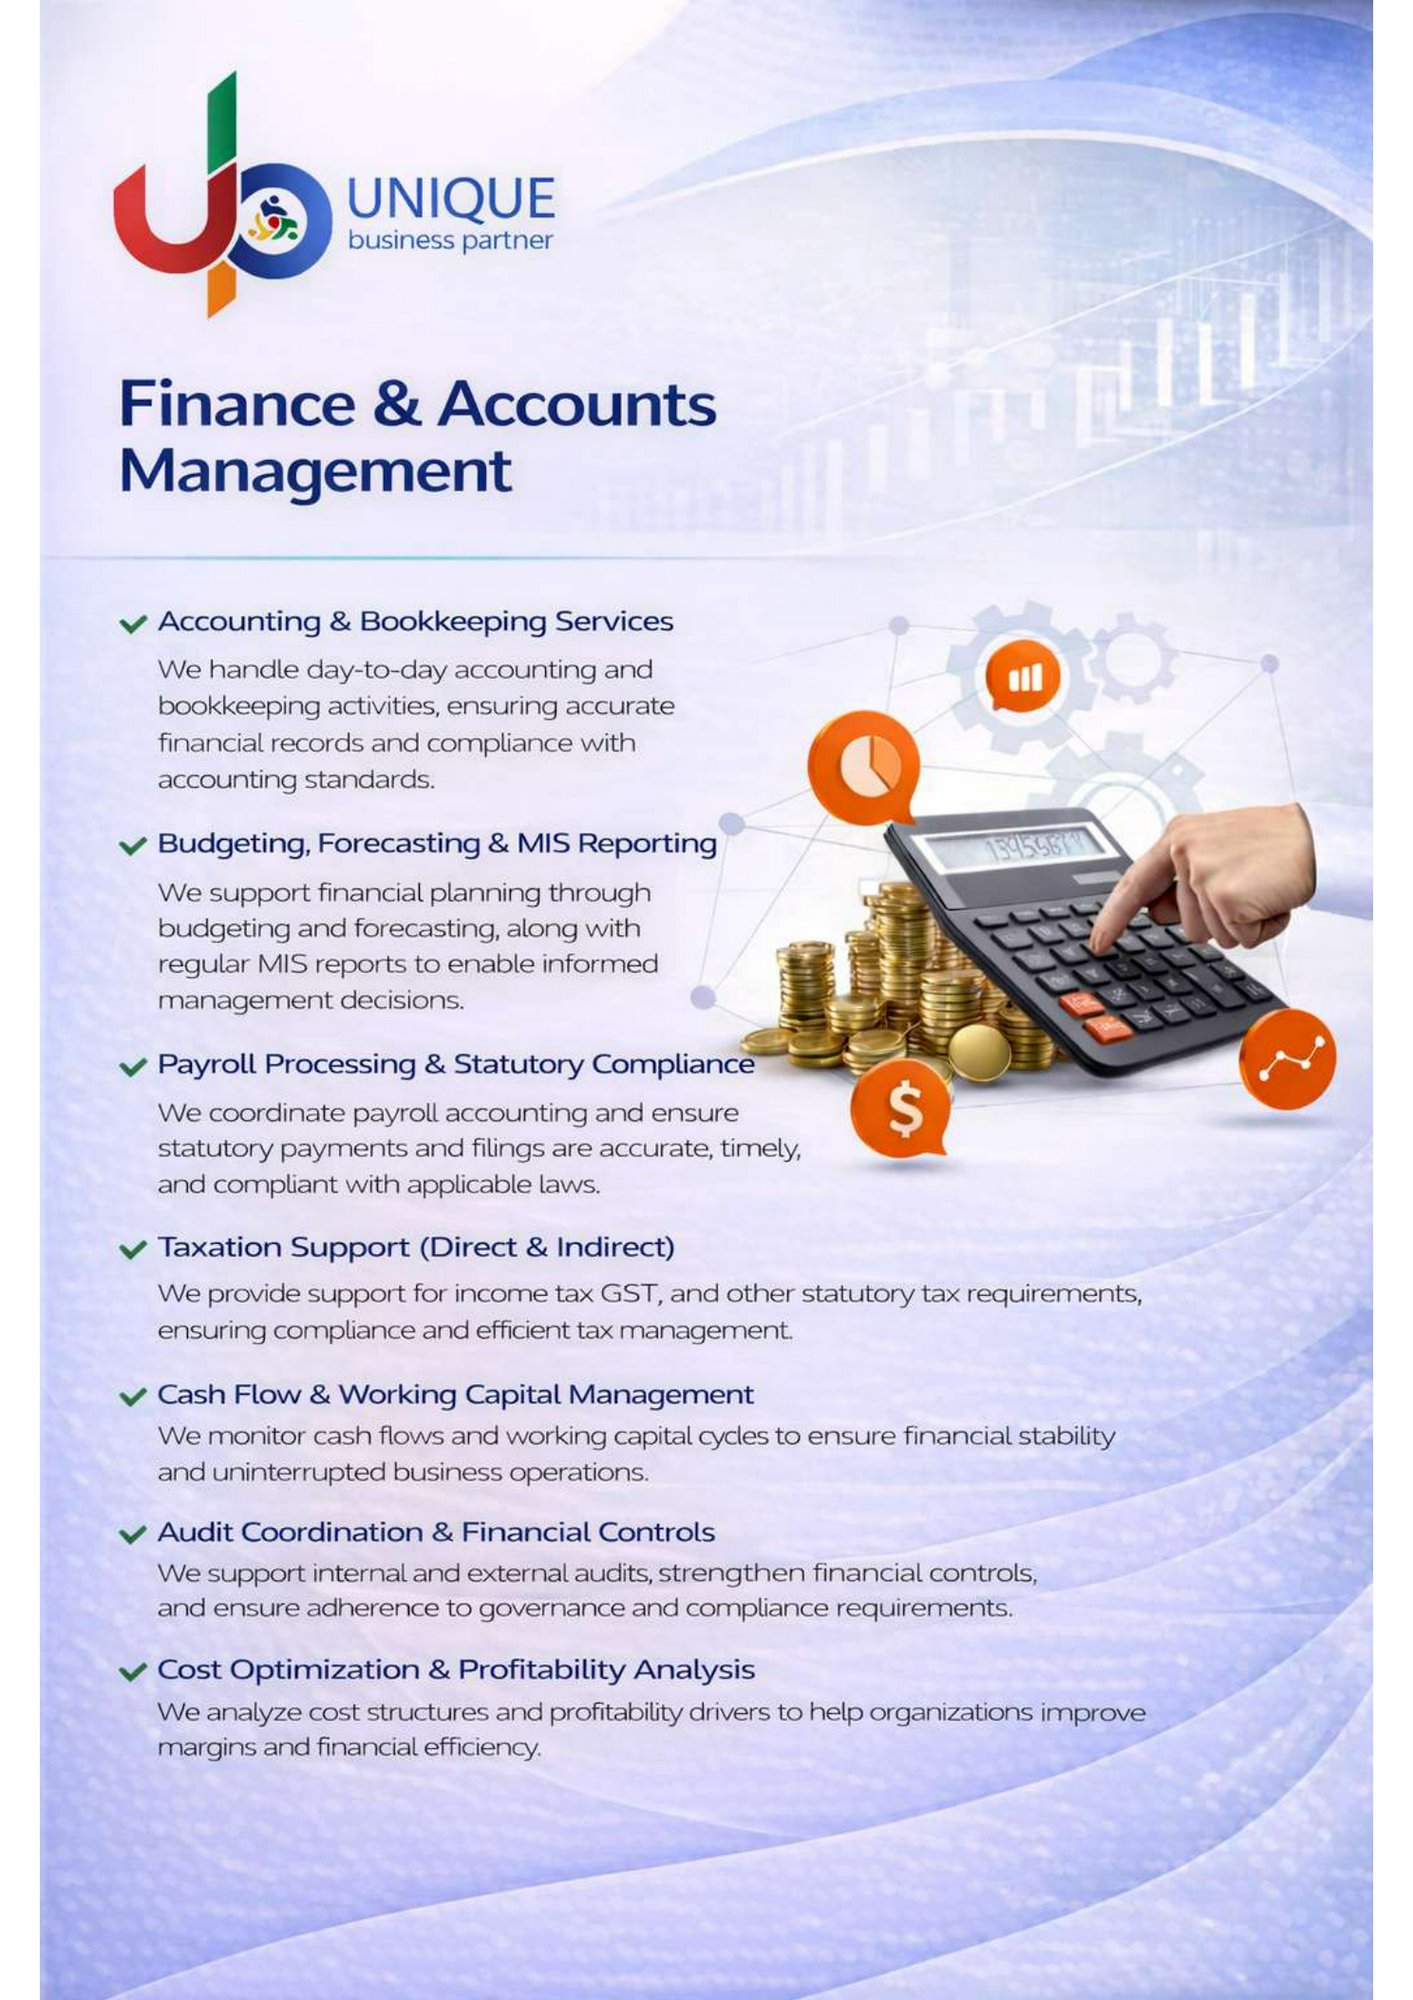 UNIQUE
business partner
Finance & Accounts
Management
Accounting & Bookkeeping Services
We handle day-to-day accounting and
bookkeeping activities, ensuring accurate
financial records and compliance with
accounting standards.
Budgeting, Forecasting & MIS Reporting
We support financial planning through
budgeting and forecasting, along with
regular MIS reports to enable informed
management decisions.
Payroll Processing & Statutory Compliance
We coordinate payroll accounting and ensure
statutory payments and filings are accurate, timely,
and compliant with applicable laws.
Taxation Support (Direct & Indirect)
We provide support for income tax GST, and other statutory tax requirements,
ensuring compliance and efficient tax management.
Cash Flow & Working Capital Management
We monitor cash flows and working capital cycles to ensure financial stability
and uninterrupted business operations.
Audit Coordination & Financial Controls
We support internal and external audits, strengthen financial controls,
and ensure adherence to governance and compliance requirements.
Cost Optimization & Profitability Analysis
We analyze cost structures and profitability drivers to help organizations improve
margins and financial efficiency.
$